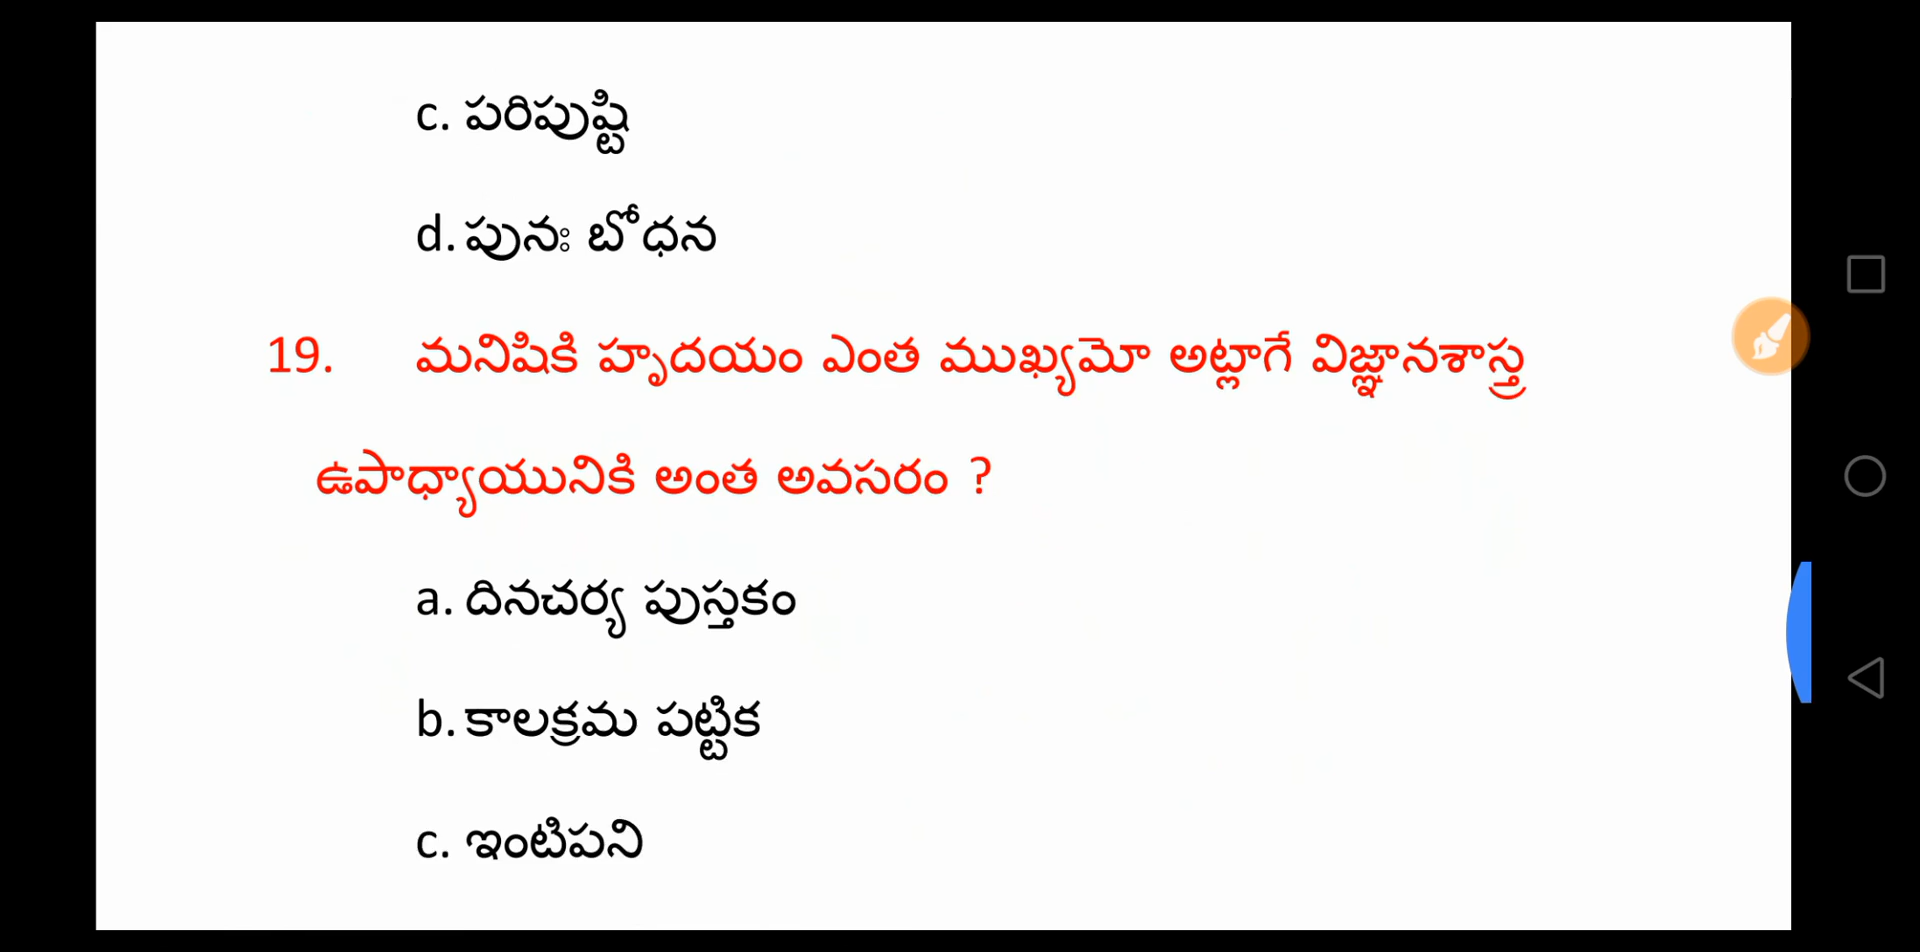 c. పరిపుష్టి
d. పునః బోధన
19. మనిషికి హృదయం ఎంత ముఖ్యమో అట్లాగే విజ్ఞానశాస్త్ర
ఉపాధ్యాయునికి అంత అవసరం ?
a. దినచర్య పుస్తకం
b. కాలక్రమ పట్టిక
c. ఇంటిపని